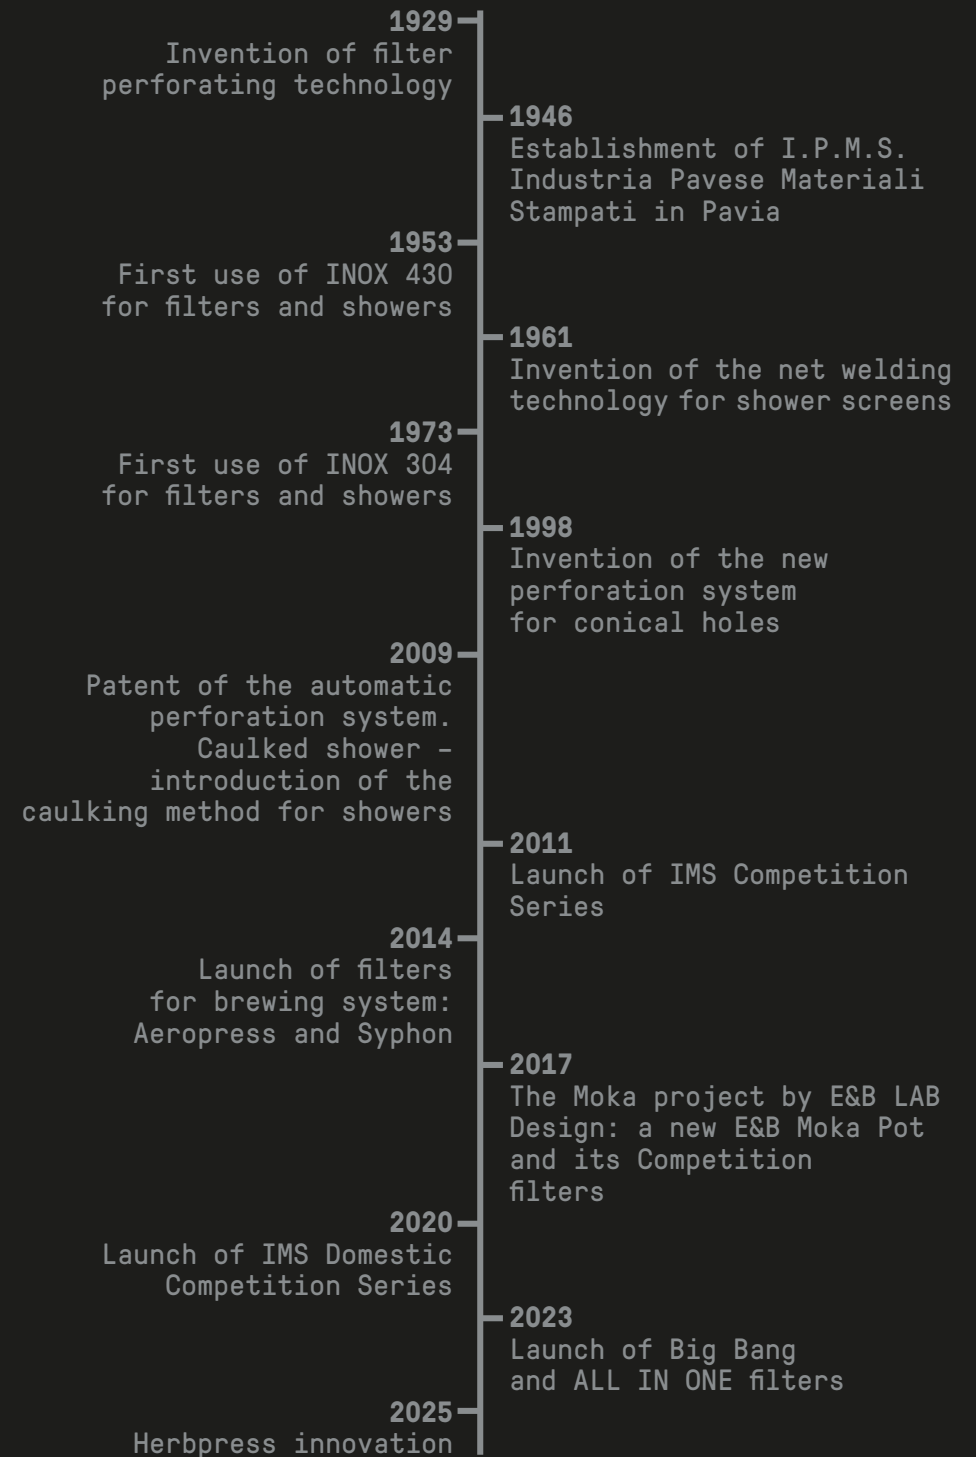 1929
Invention of filter
perforating technology
1946
Establishment of I.P.M.S.
Industria Pavese Materiali
Stampati in Pavia
1953
First use of INOX 430
for filters and showers
1961
Invention of the net welding
technology for shower screens
1973
First use of INOX 304
for filters and showers
1998
Invention of the new
perforation system
for conical holes
2009
Patent of the automatic
perforation system.
Caulked shower –
introduction of the
caulking method for showers
2011
Launch of IMS Competition
Series
2014
Launch of filters
for brewing system:
Aeropress and Syphon
2017
The Moka project by E&B LAB
Design: a new E&B Moka Pot
and its Competition
filters
2020
Launch of IMS Domestic
Competition Series
2023
Launch of Big Bang
and ALL IN ONE filters
2025
Herbpress innovation